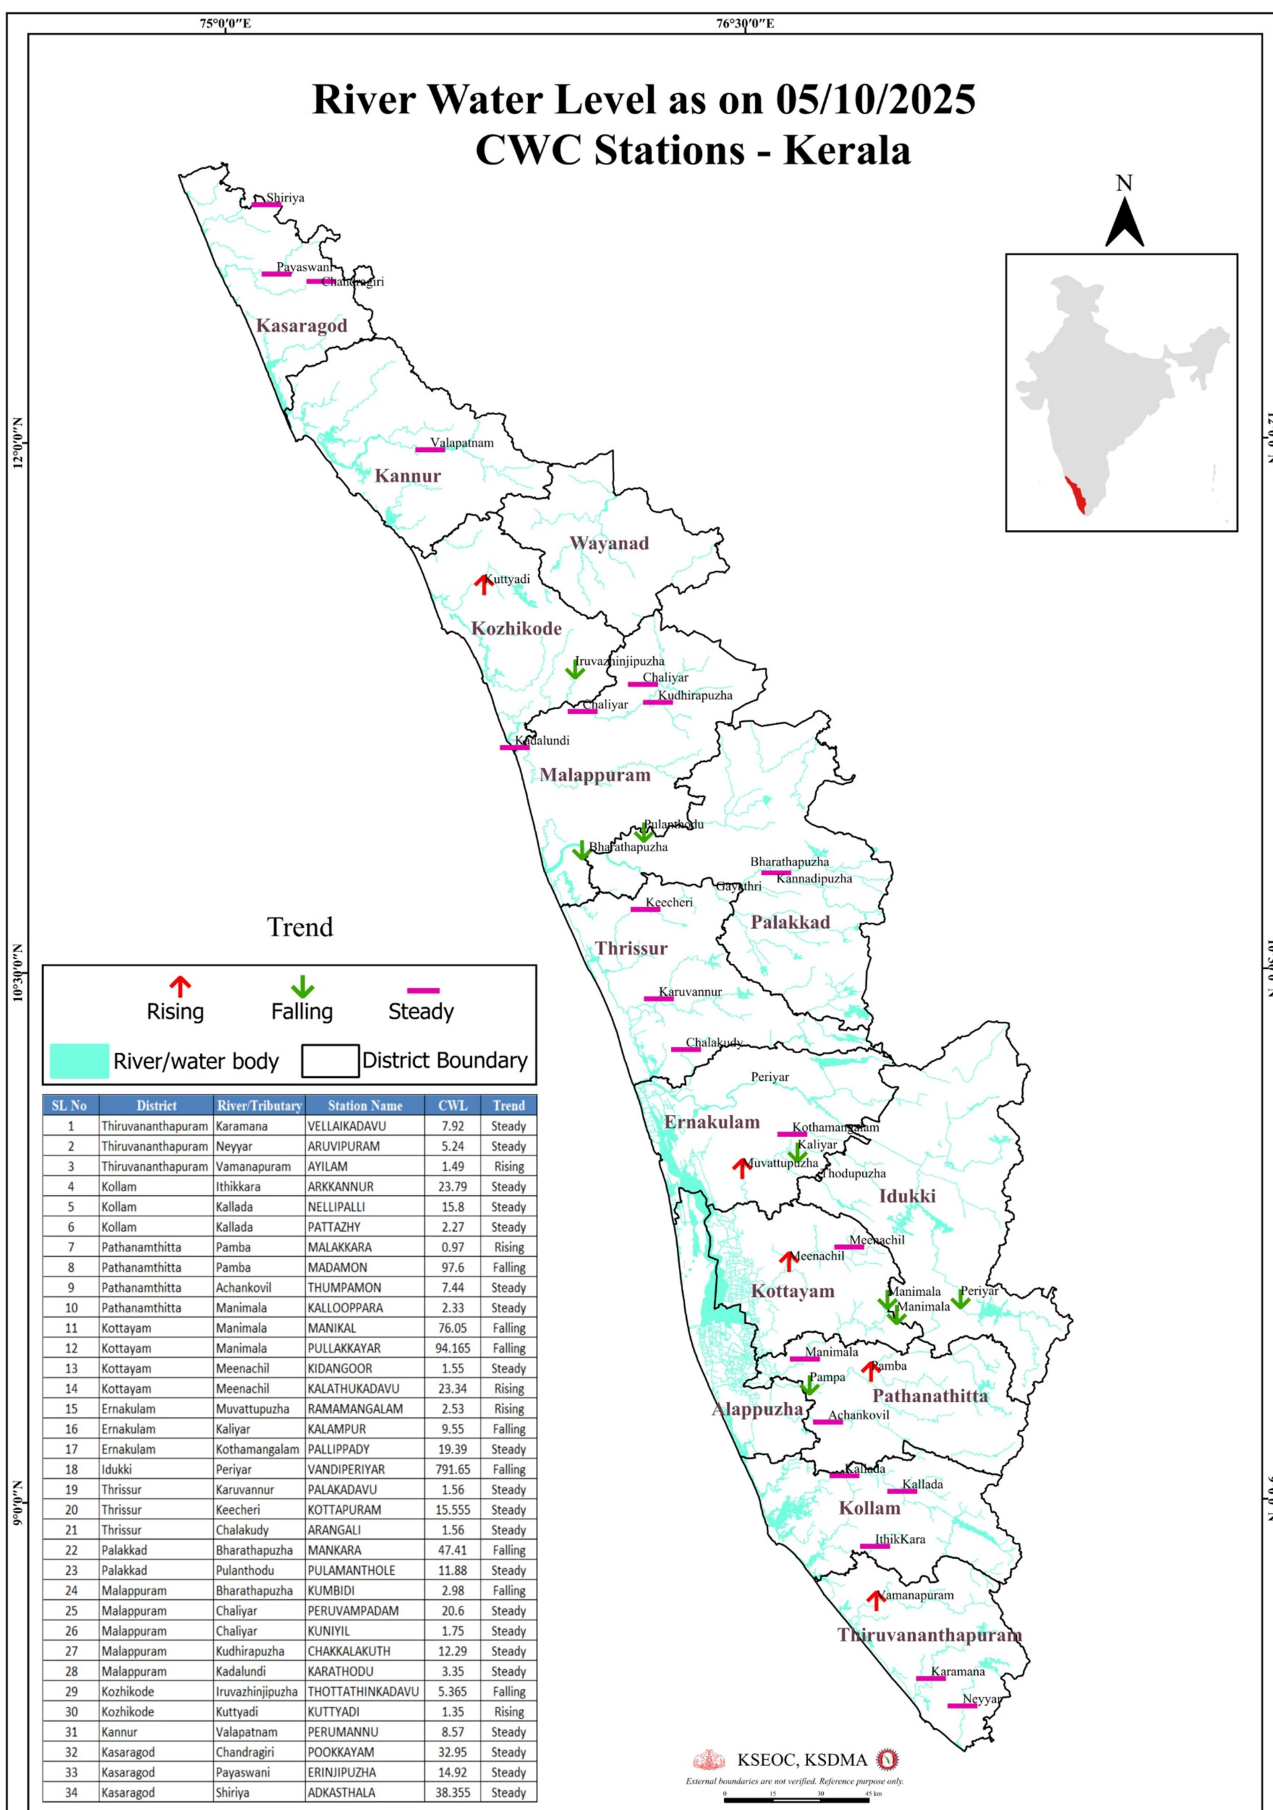 75°0'0"E 76°30'0"E
River Water Level as on 05/10/2025
CWC Stations - Kerala
N
Shiriya
Payaswani
Chandragiri
Kasaragod
12°0'0"N
Valapatnam
Kannur
Wayanad
Kuttyadi
Kozhikode
Iruvazhinjipuzha
Chaliyar
Kudhirapuzha
Chaliyar
Kadalundi
Malappuram
Pulanthodu
Bharathapuzha
Bharathapuzha
Kannadipuzha
Gayathri
Keecheri
Palakkad
Thrissur
10°30'0"N
Karuvannur
Chalakudy
Periyar
Ernakulam
Kothamangalam
Kaliyar
Muvattupuzha
Thodupuzha
Idukki
Meenachil
Meenachil
Kottayam
Manimala
Periyar
Manimala
Manimala
Pamba
Pampa
Pathanathitta
Alappuzha
Achankovil
Kallada
Kallada
Kollam
9°0'0"N
IthikKara
Vamanapuram
Thiruvananthapuram
Karamana
Neyyar
Trend
Rising Falling Steady
River/water body District Boundary
SL No District River/Tributary Station Name CWL Trend
1 Thiruvananthapuram Karamana VELLAIKADAVU 7.92 Steady
2 Thiruvananthapuram Neyyar ARUVIPURAM 5.24 Steady
3 Thiruvananthapuram Vamanapuram AYILAM 1.49 Rising
4 Kollam Ithikkara ARKKANNUR 23.79 Steady
5 Kollam Kallada NELLIPALLI 15.8 Steady
6 Kollam Kallada PATTAZHY 2.27 Steady
7 Pathanamthitta Pamba MALAKKARA 0.97 Rising
8 Pathanamthitta Pamba MADAMON 97.6 Falling
9 Pathanamthitta Achankovil THUMPAMON 7.44 Steady
10 Pathanamthitta Manimala KALLOOPPARA 2.33 Steady
11 Kottayam Manimala MANIKAL 76.05 Falling
12 Kottayam Manimala PULLAKKAYAR 94.165 Falling
13 Kottayam Meenachil KIDANGOOR 1.55 Steady
14 Kottayam Meenachil KALATHUKADAVU 23.34 Rising
15 Ernakulam Muvattupuzha RAMAMANGALAM 2.53 Rising
16 Ernakulam Kaliyar KALAMPUR 9.55 Falling
17 Ernakulam Kothamangalam PALLIPPADY 19.39 Steady
18 Idukki Periyar VANDIPERIYAR 791.65 Falling
19 Thrissur Karuvannur PALAKADAVU 1.56 Steady
20 Thrissur Keecheri KOTTAPURAM 15.555 Steady
21 Thrissur Chalakudy ARANGALI 1.56 Steady
22 Palakkad Bharathapuzha MANKARA 47.41 Falling
23 Palakkad Pulanthodu PULAMANTHOLE 11.88 Steady
24 Malappuram Bharathapuzha KUMBIDI 2.98 Falling
25 Malappuram Chaliyar PERUVAMPADAM 20.6 Steady
26 Malappuram Chaliyar KUNIYIL 1.75 Steady
27 Malappuram Kudhirapuzha CHAKKALAKUTH 12.29 Steady
28 Malappuram Kadalundi KARATHODU 3.35 Steady
29 Kozhikode Iruvazhinjipuzha THOTTATHINKADAVU 5.365 Falling
30 Kozhikode Kuttyadi KUTTYADI 1.35 Rising
31 Kannur Valapatnam PERUMANNU 8.57 Steady
32 Kasaragod Chandragiri POOKKAYAM 32.95 Steady
33 Kasaragod Payaswani ERINJIPUZHA 14.92 Steady
34 Kasaragod Shiriya ADKASTHALA 38.355 Steady
KSEOC, KSDMA
External boundaries are not verified. Reference purpose only.
0 15 30 45 km